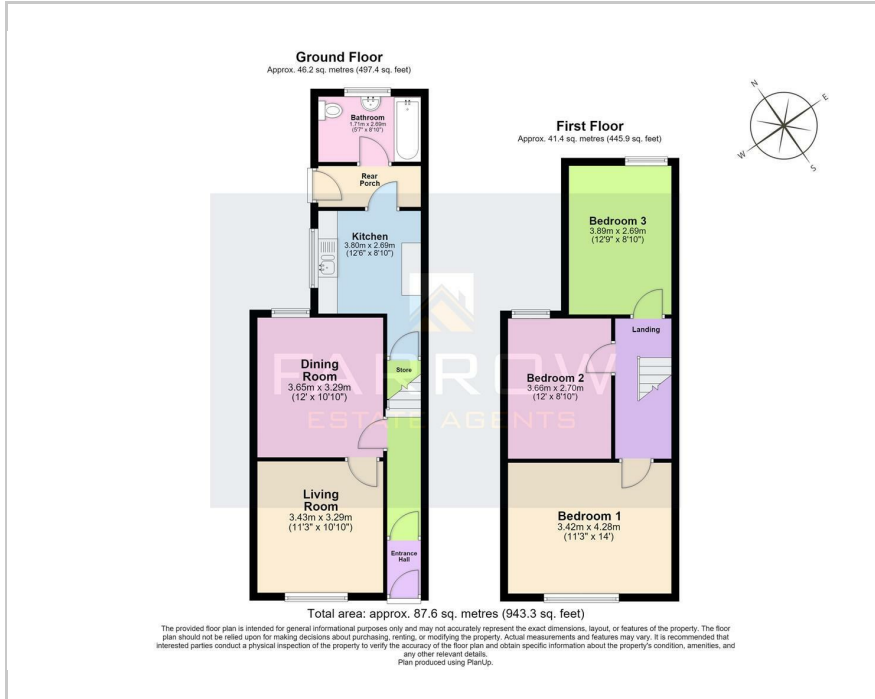 Ground Floor
Approx. 46.2 sq. metres (497.4 sq. feet)
Bathroom
1.71m x 2.69m
(5'7" x 8'10")
Rear
Porch
Kitchen
3.80m x 2.69m
(12'6" x 8'10")
Dining
Room
3.65m x 3.29m
(12' x 10'10")
Store
Living
Room
3.43m x 3.29m
(11'3" x 10'10")
Entrance
Hall
First Floor
Approx. 41.4 sq. metres (445.9 sq. feet)
N
E
W
S
Bedroom 3
3.89m x 2.69m
(12'9" x 8'10")
Landing
Bedroom 2
3.66m x 2.70m
(12' x 8'10")
Bedroom 1
3.42m x 4.28m
(11'3" x 14')
FARROW
ESTATE AGENTS
Total area: approx. 87.6 sq. metres (943.3 sq. feet)
The provided floor plan is intended for general informational purposes only and may not accurately represent the exact dimensions, layout, or features of the property. The floor
plan should not be relied upon for making decisions about purchasing, renting, or modifying the property. Actual measurements and features may vary. It is recommended that
interested parties conduct a physical inspection of the property to verify the accuracy of the floor plan and obtain specific information about the property's condition, amenities, and
any other relevant details.
Plan produced using PlanUp.